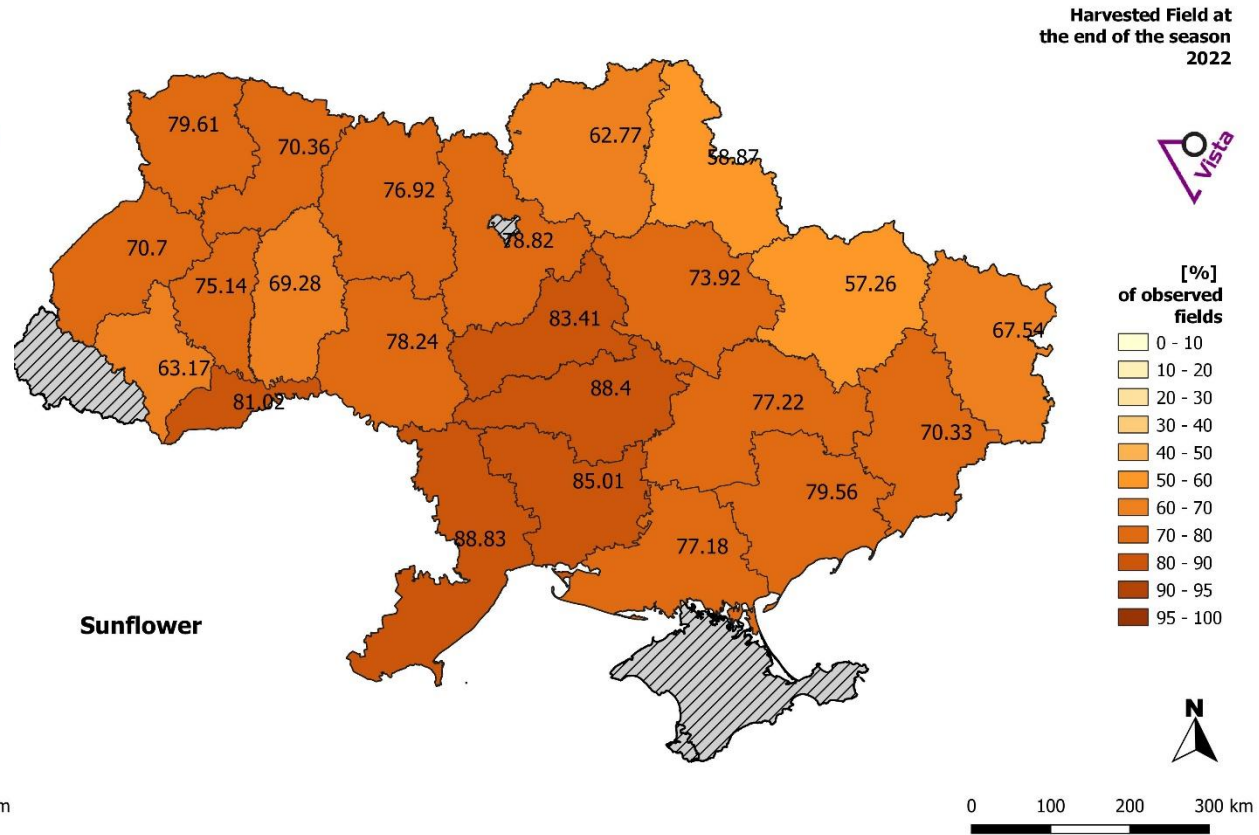 Harvested Field at
the end of the season
2022
Vista
79.61
70.36
76.92
62.77
58.87
70.7
75.14
69.28
78.82
73.92
57.26
67.54
63.17
81.02
78.24
83.41
88.4
77.22
70.33
85.01
79.56
88.83
77.18
[%]
of observed
fields
0 - 10
10 - 20
20 - 30
30 - 40
40 - 50
50 - 60
60 - 70
70 - 80
80 - 90
90 - 95
95 - 100
Sunflower
N
m
0 100 200 300 km